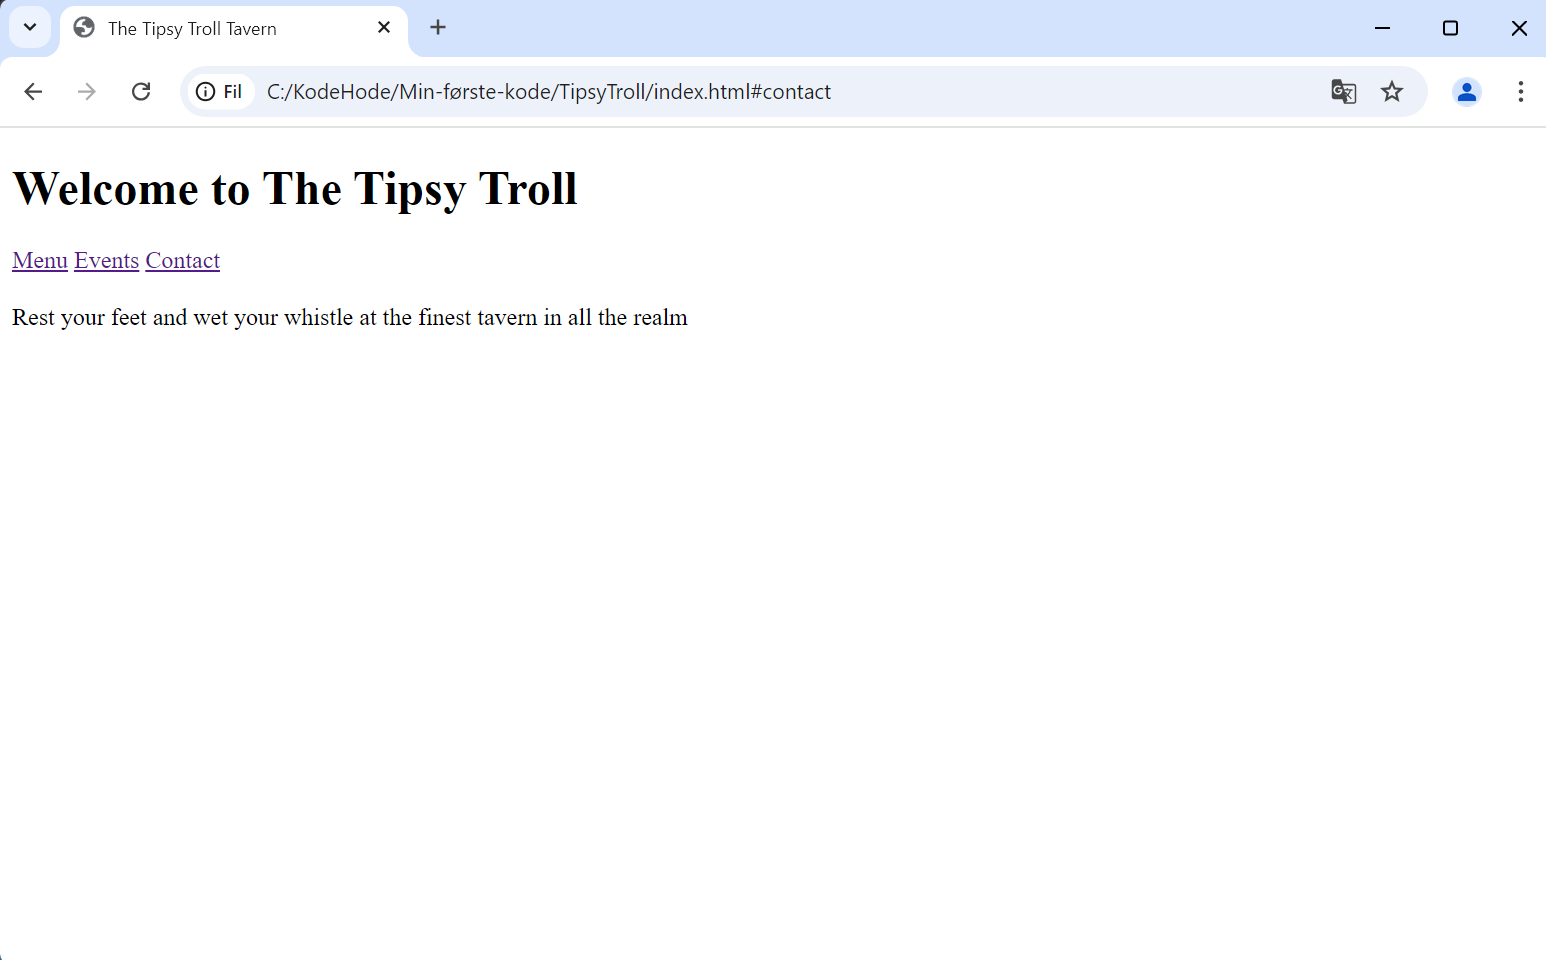 The Tipsy Troll Tavern
Fil C:/KodeHode/Min-første-kode/TipsyTroll/index.html#contact
Welcome to The Tipsy Troll
Menu Events Contact
Rest your feet and wet your whistle at the finest tavern in all the realm